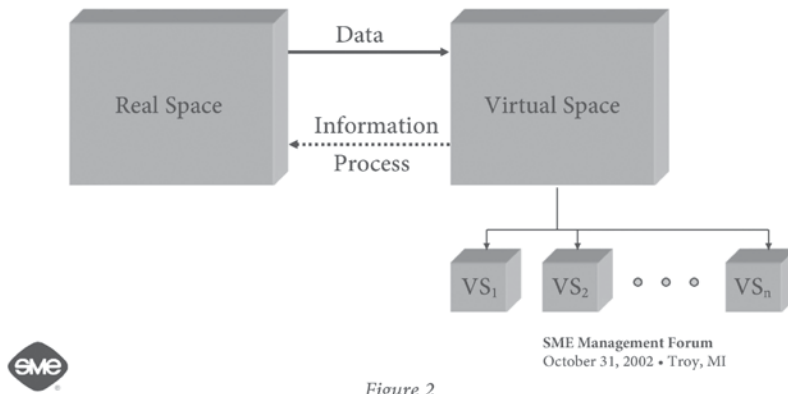 Data
Real Space
Virtual Space
Information
Process
VS₁
VS₂
VSₙ
SME Management Forum
October 31, 2002 • Troy, MI
sme
®
Figure 2